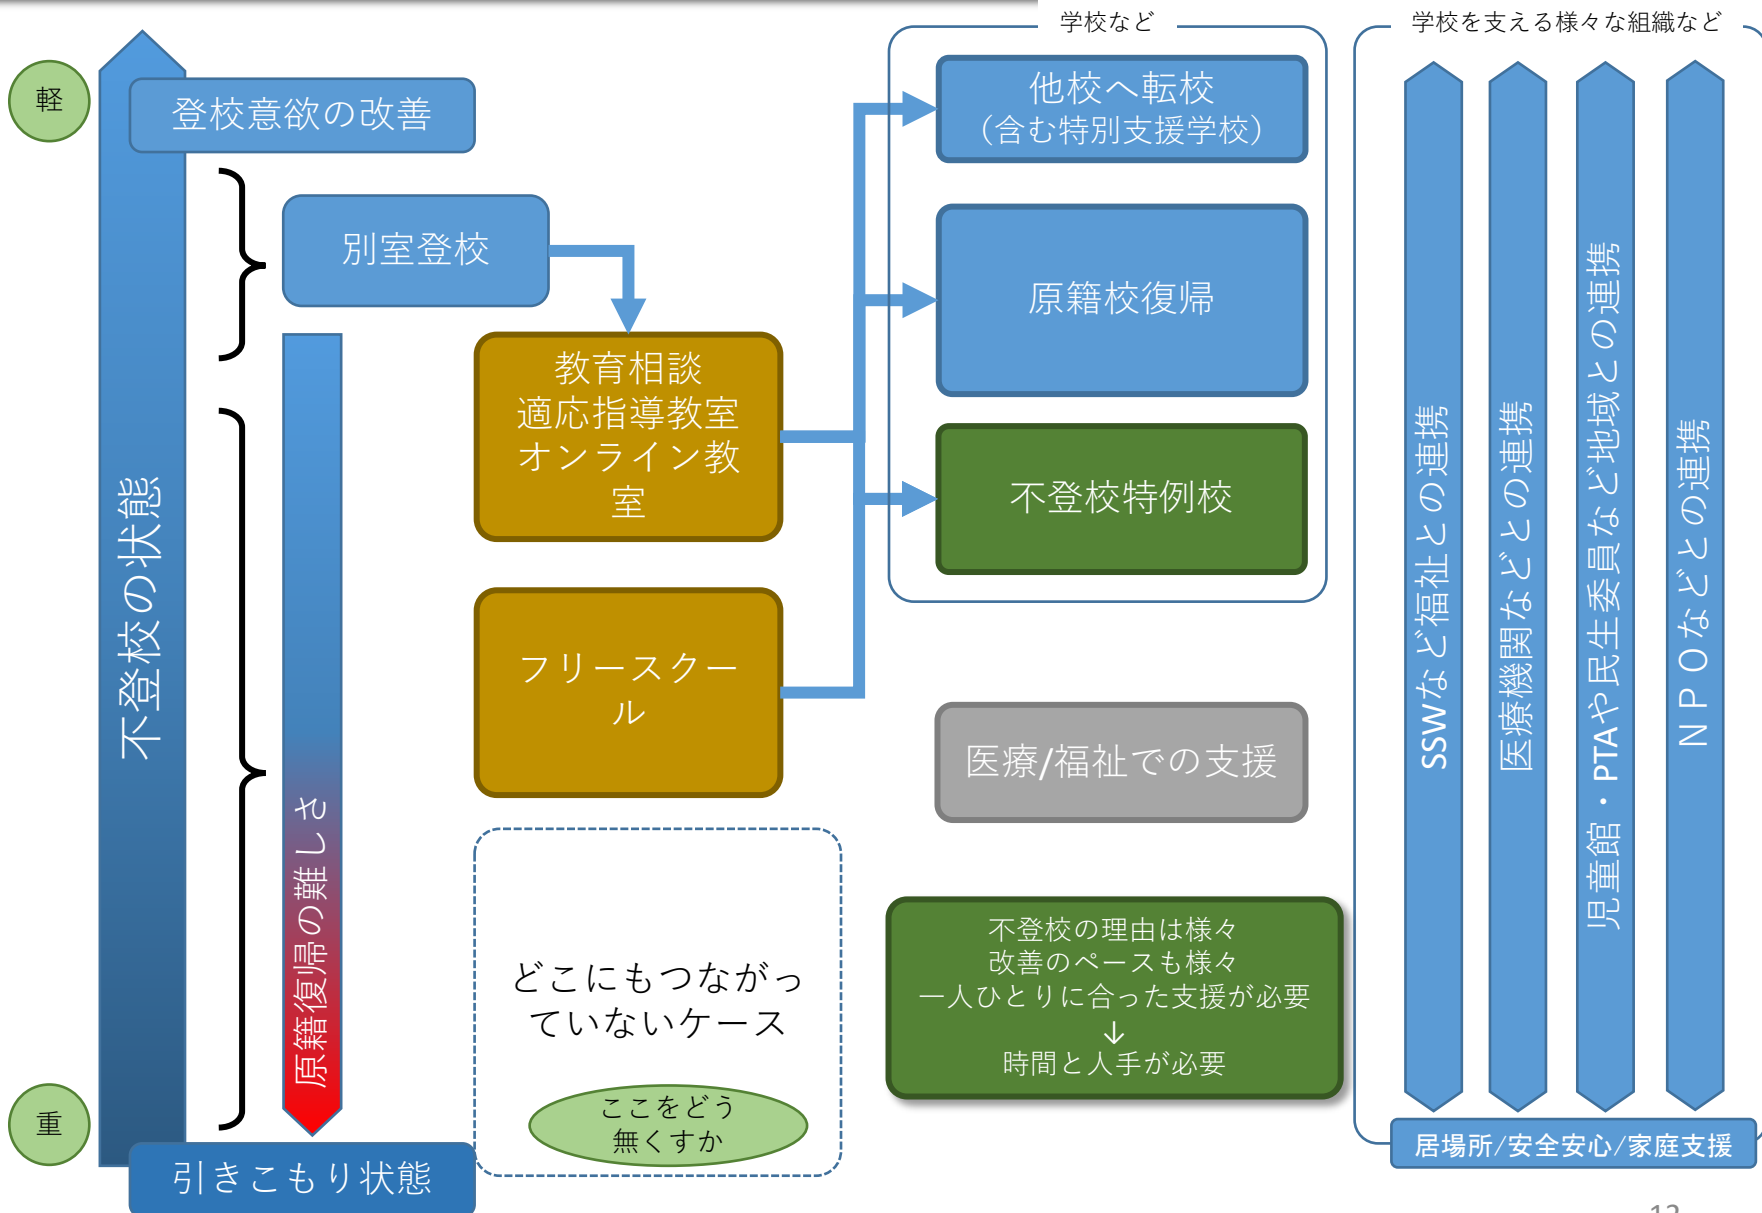 学校など
学校を支える様々な組織など
軽
登校意欲の改善
別室登校
不登校の状態
原籍復帰の難しさ
重
引きこもり状態
教育相談
適応指導教室
オンライン教
室
フリースクー
ル
どこにもつながっ
ていないケース
ここをどう
無くすか
他校へ転校
（含む特別支援学校）
原籍校復帰
不登校特例校
医療/福祉での支援
不登校の理由は様々
改善のペースも様々
一人ひとりに合った支援が必要
↓
時間と人手が必要
SSWなど福祉との連携
医療機関などとの連携
児童館・PTAや民生委員など地域との連携
ＮＰＯなどとの連携
居場所/安全安心/家庭支援